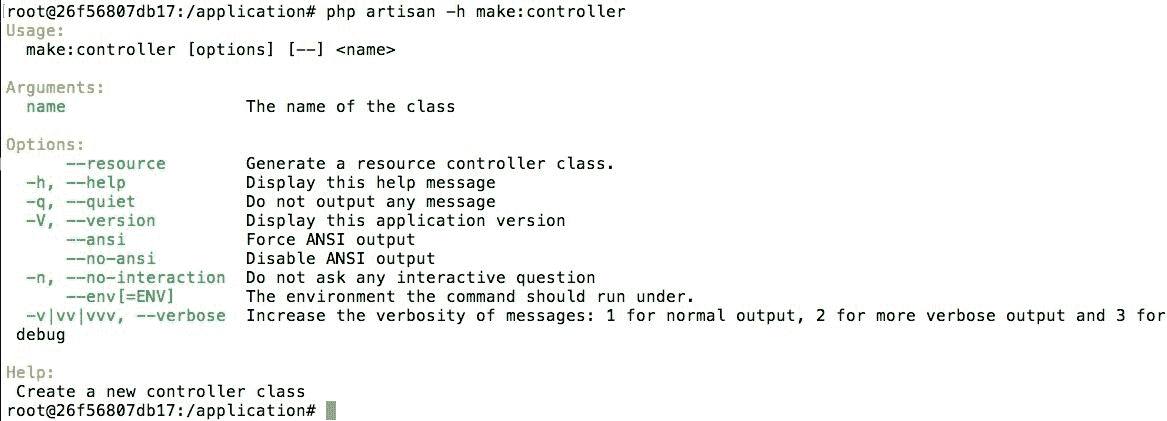 root@26f56807db17:/application# php artisan -h make:controller
Usage:
  make:controller [options] [--] <name>

Arguments:
  name                  The name of the class

Options:
      --resource        Generate a resource controller class.
  -h, --help            Display this help message
  -q, --quiet           Do not output any message
  -V, --version         Display this application version
      --ansi            Force ANSI output
      --no-ansi         Disable ANSI output
  -n, --no-interaction  Do not ask any interactive question
      --env[=ENV]       The environment the command should run under.
  -v|vv|vvv, --verbose  Increase the verbosity of messages: 1 for normal output, 2 for more verbose output and 3 for
 debug

Help:
 Create a new controller class
root@26f56807db17:/application#